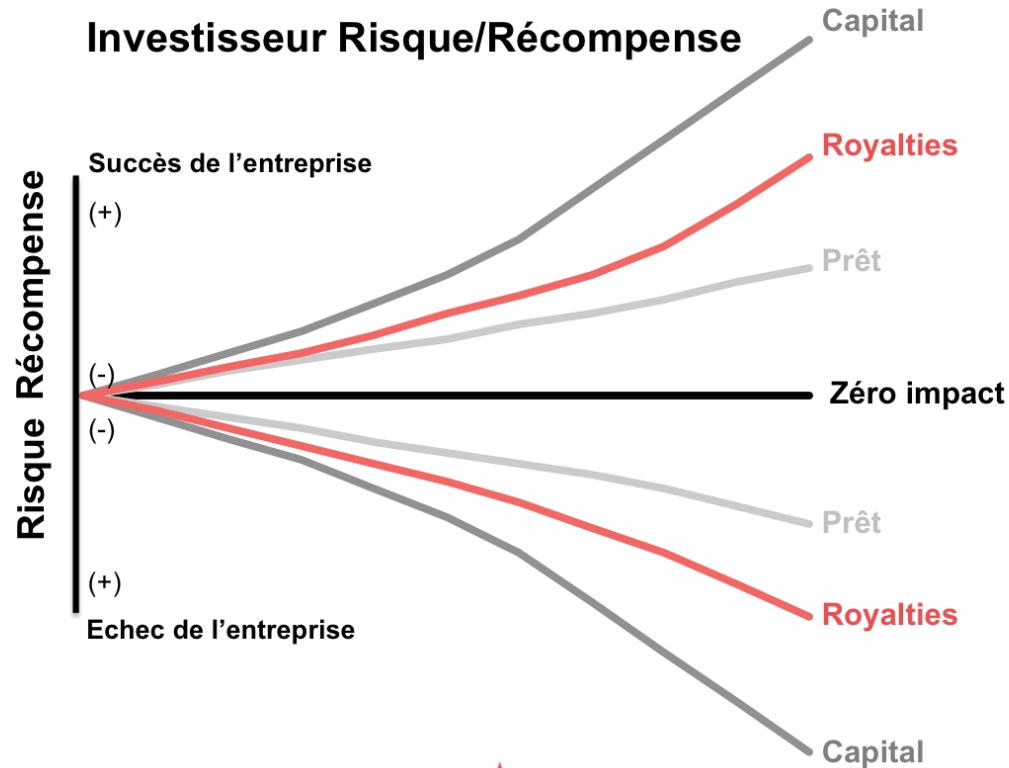 Investisseur Risque/Récompense
Capital
Royalties
Succès de l’entreprise
(+)
Récompense
Prêt
(-)
Zéro impact
(-)
Risque
Prêt
(+)
Royalties
Echec de l’entreprise
Capital